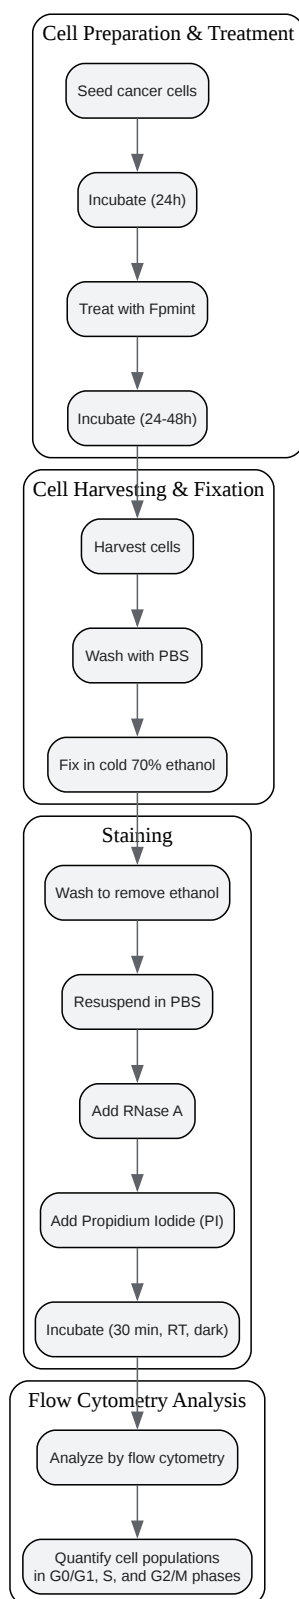 Cell Preparation & Treatment
Seed cancer cells
Incubate (24h)
Treat with Fpmint
Incubate (24-48h)
Cell Harvesting & Fixation
Harvest cells
Wash with PBS
Fix in cold 70% ethanol
Staining
Wash to remove ethanol
Resuspend in PBS
Add RNase A
Add Propidium Iodide (PI)
Incubate (30 min, RT, dark)
Flow Cytometry Analysis
Analyze by flow cytometry
Quantify cell populations
in G0/G1, S, and G2/M phases